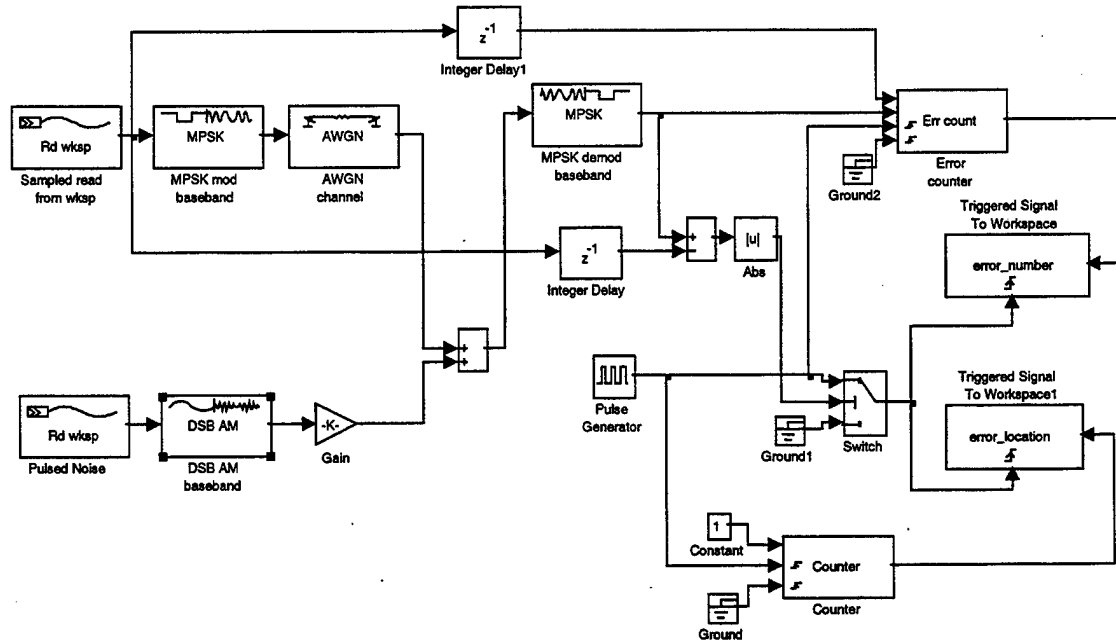 z-1
Integer Delay1
Rd wksp
Sampled read
from wksp
MPSK
MPSK mod
baseband
AWGN
AWGN
channel
MPSK
MPSK demod
baseband
Err count
Error
counter
Ground2
z-1
Integer Delay
+
−
|u|
Abs
Triggered Signal
To Workspace
error_number
+
+
Pulse
Generator
Ground1
Switch
Triggered Signal
To Workspace1
error_location
Rd wksp
Pulsed Noise
DSB AM
DSB AM
baseband
-K-
Gain
1
Constant
Counter
Counter
Ground